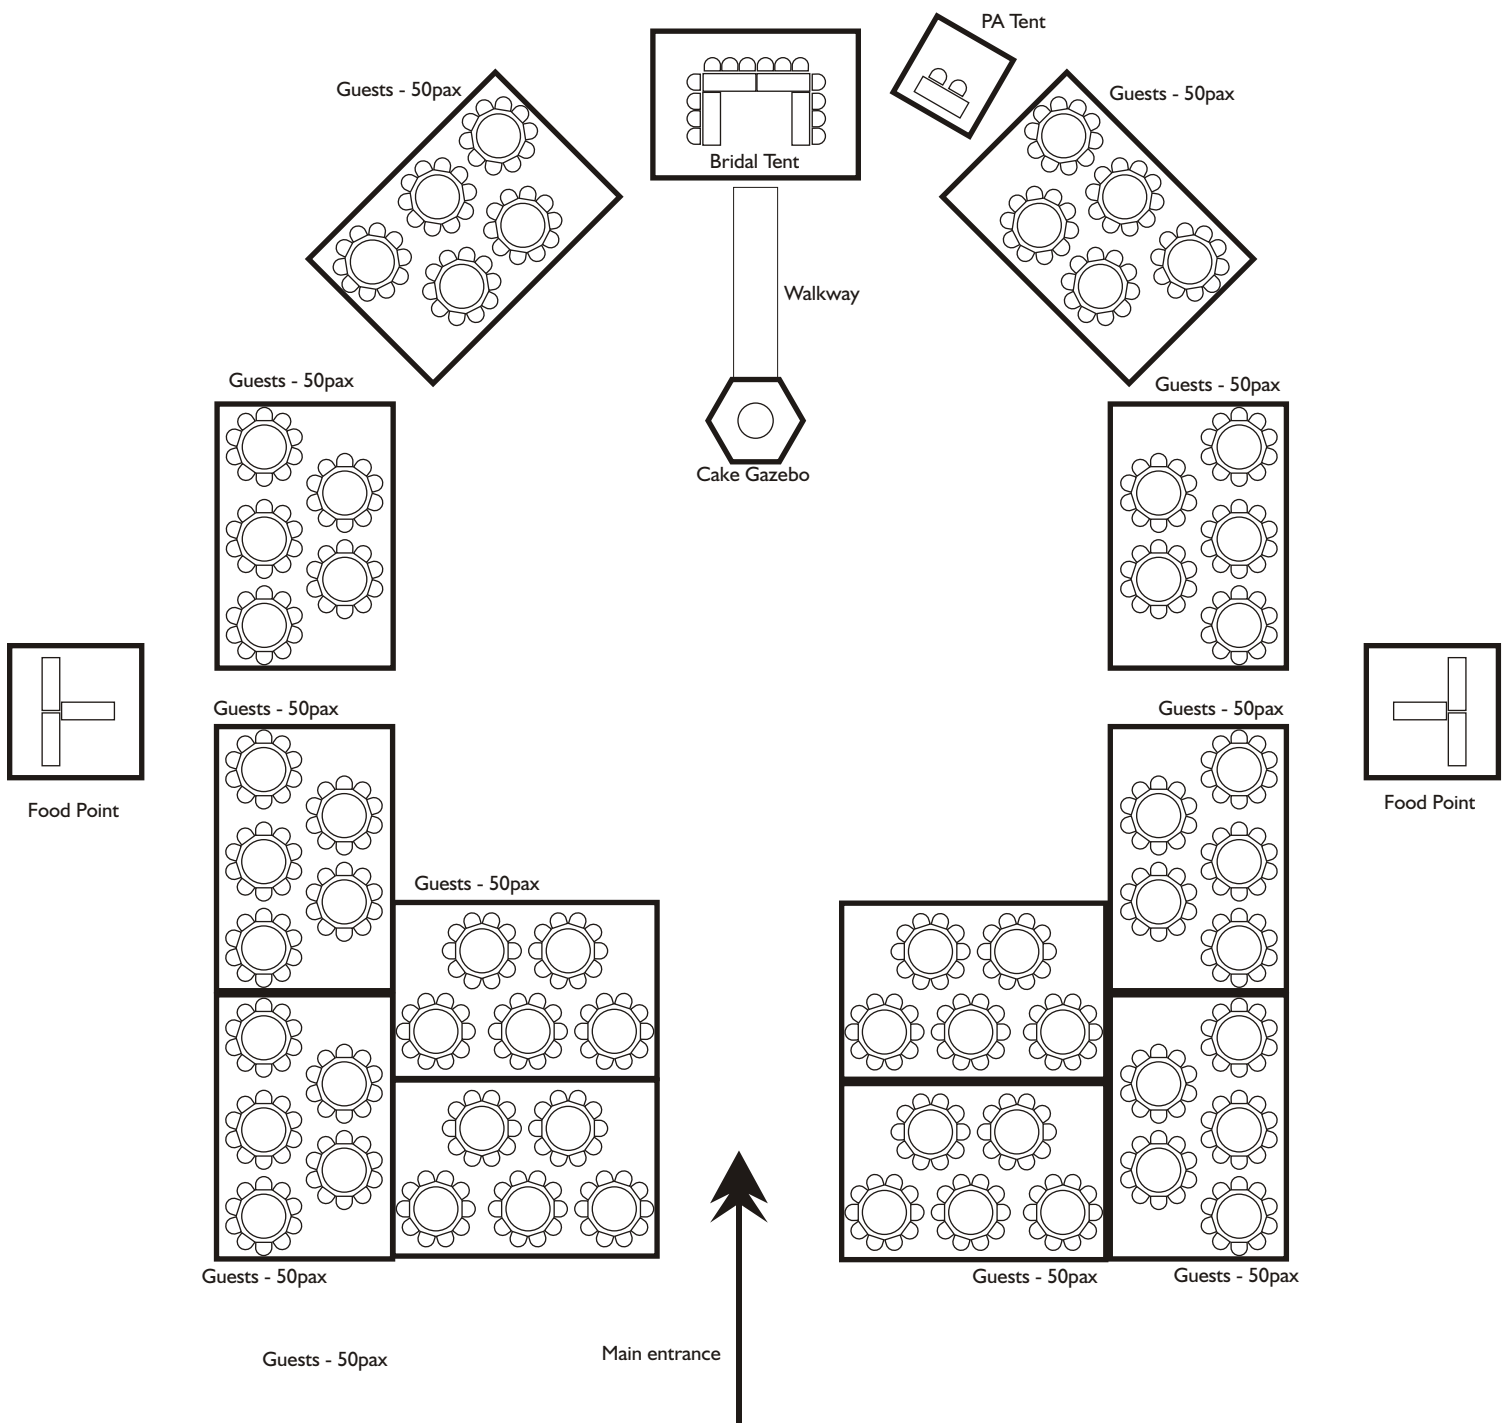 PA Tent
Guests - 50pax
Guests - 50pax
Bridal Tent
Walkway
Guests - 50pax
Guests - 50pax
Cake Gazebo
Guests - 50pax
Guests - 50pax
Food Point
Food Point
Guests - 50pax
Guests - 50pax
Guests - 50pax
Guests - 50pax
Main entrance
Guests - 50pax